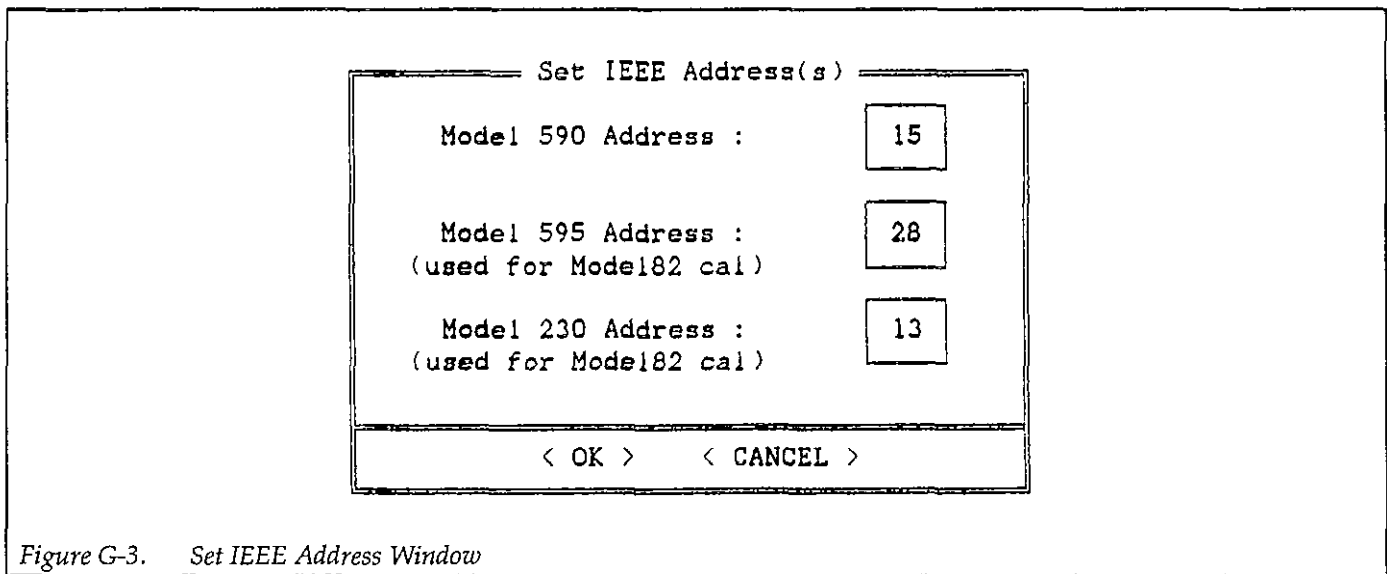 Set IEEE Address(s)
Model 590 Address : 15
Model 595 Address : 28
(used for Model82 cal)
Model 230 Address : 13
(used for Model82 cal)
< OK > < CANCEL >
Figure G-3. Set IEEE Address Window